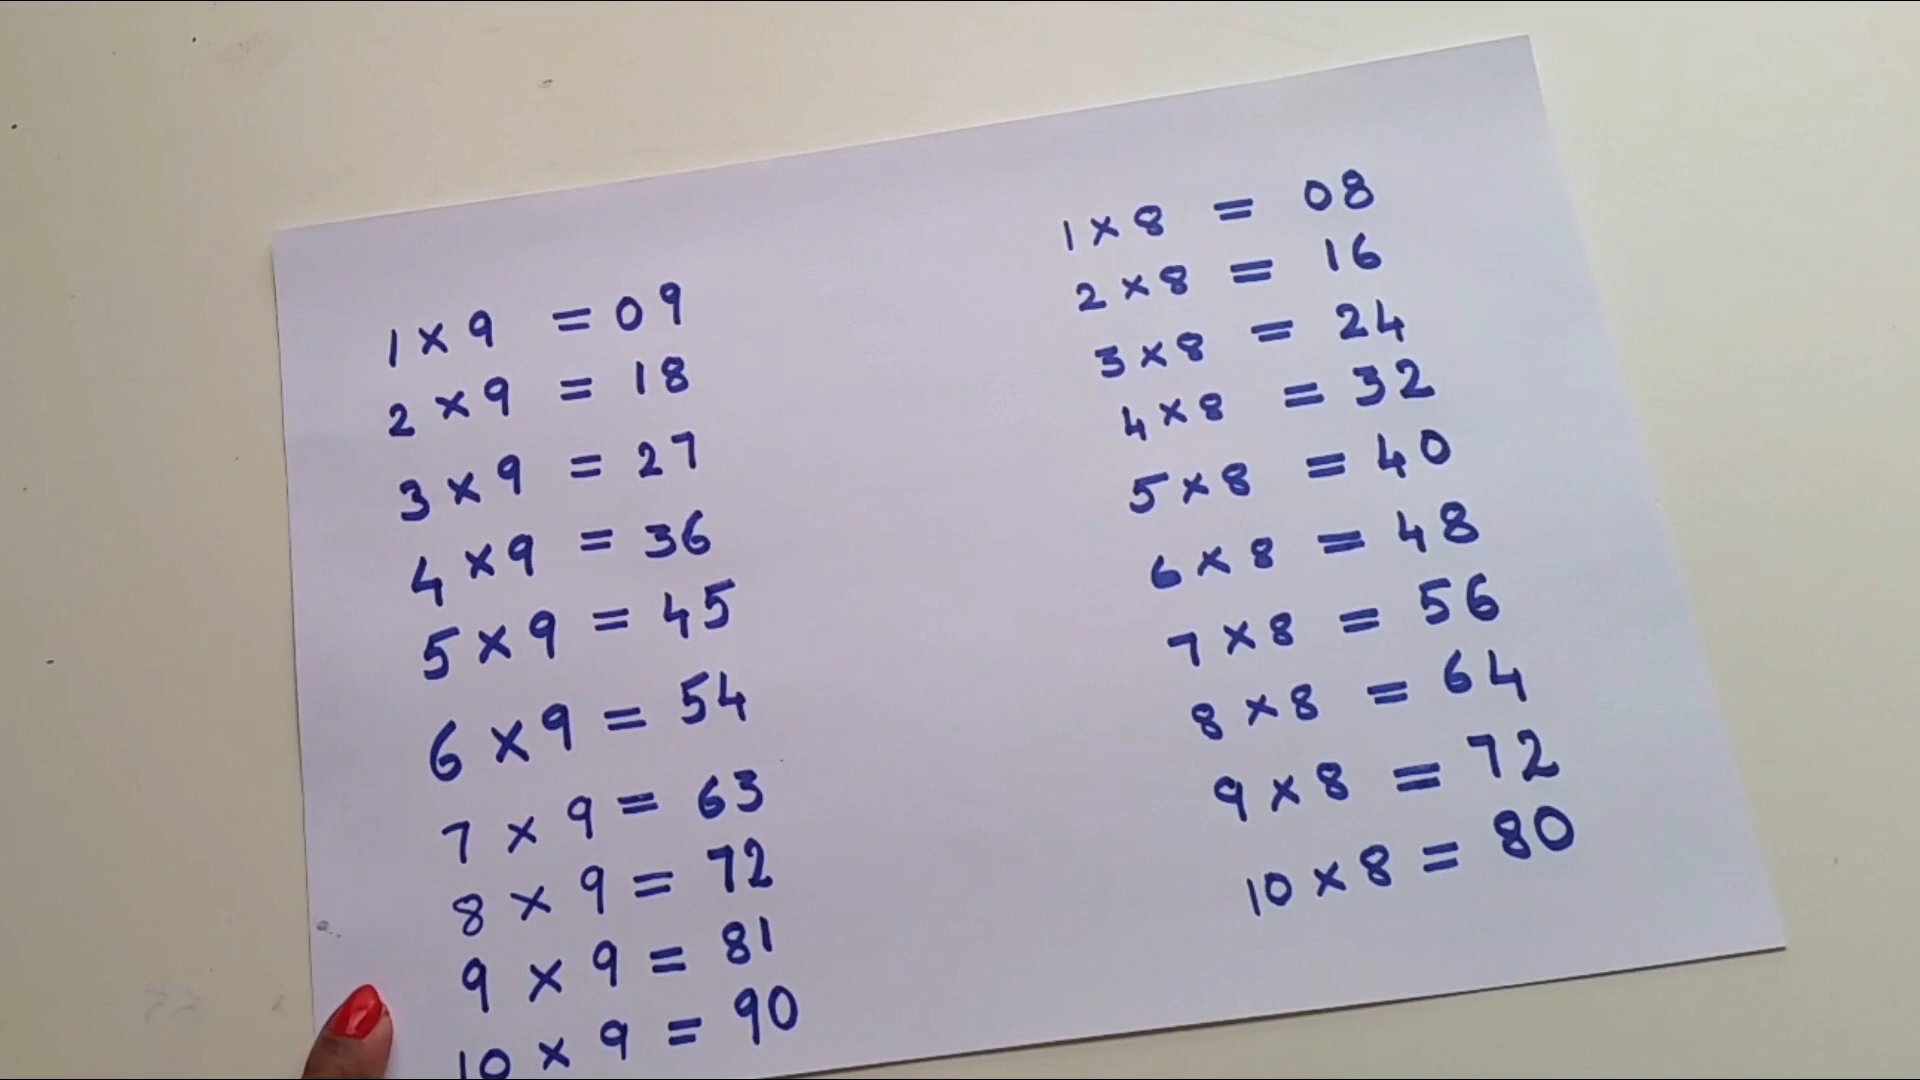 1 × 9 = 09
2 × 9 = 18
3 × 9 = 27
4 × 9 = 36
5 × 9 = 45
6 × 9 = 54
7 × 9 = 63
8 × 9 = 72
9 × 9 = 81
10 × 9 = 90
1 × 8 = 08
2 × 8 = 16
3 × 8 = 24
4 × 8 = 32
5 × 8 = 40
6 × 8 = 48
7 × 8 = 56
8 × 8 = 64
9 × 8 = 72
10 × 8 = 80